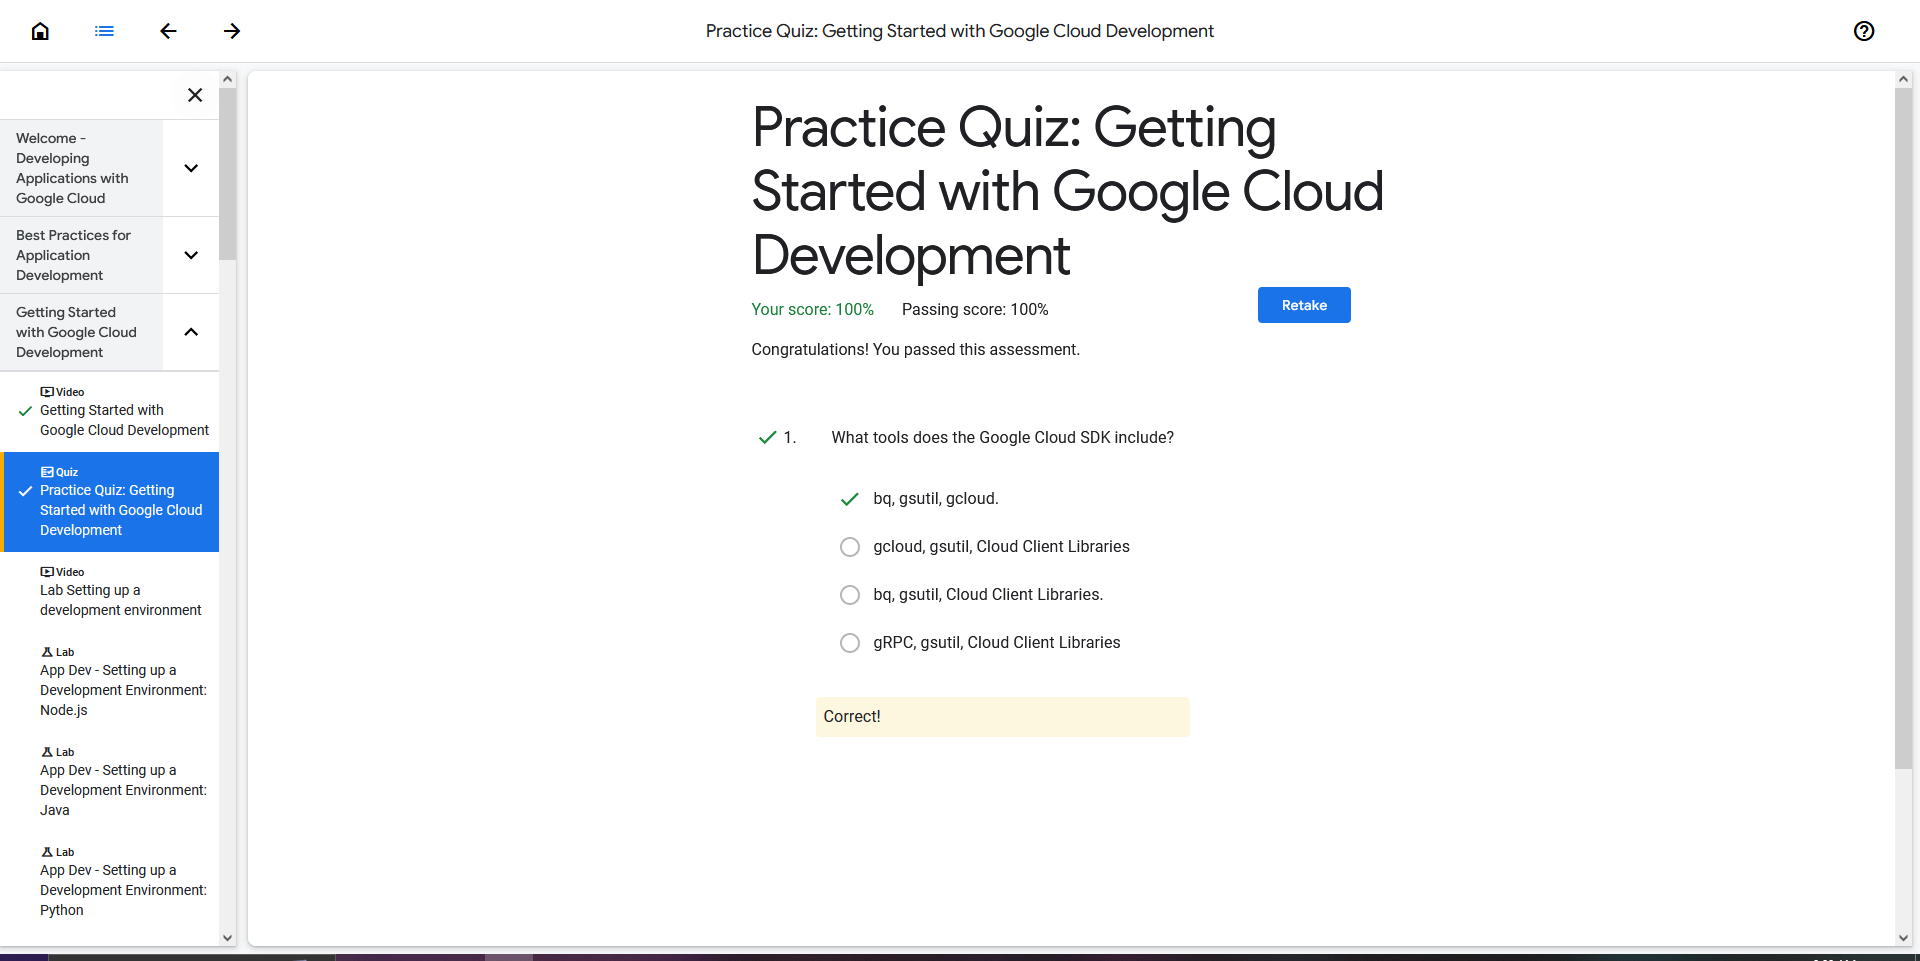 Practice Quiz: Getting Started with Google Cloud Development
Welcome -
Developing
Applications with
Google Cloud
Best Practices for
Application
Development
Getting Started
with Google Cloud
Development
Video
Getting Started with
Google Cloud Development
Quiz
Practice Quiz: Getting
Started with Google Cloud
Development
Video
Lab Setting up a
development environment
Lab
App Dev - Setting up a
Development Environment:
Node.js
Lab
App Dev - Setting up a
Development Environment:
Java
Lab
App Dev - Setting up a
Development Environment:
Python
Practice Quiz: Getting
Started with Google Cloud
Development
Your score: 100% Passing score: 100%
Retake
Congratulations! You passed this assessment.
1. What tools does the Google Cloud SDK include?
bq, gsutil, gcloud.
gcloud, gsutil, Cloud Client Libraries
bq, gsutil, Cloud Client Libraries.
gRPC, gsutil, Cloud Client Libraries
Correct!